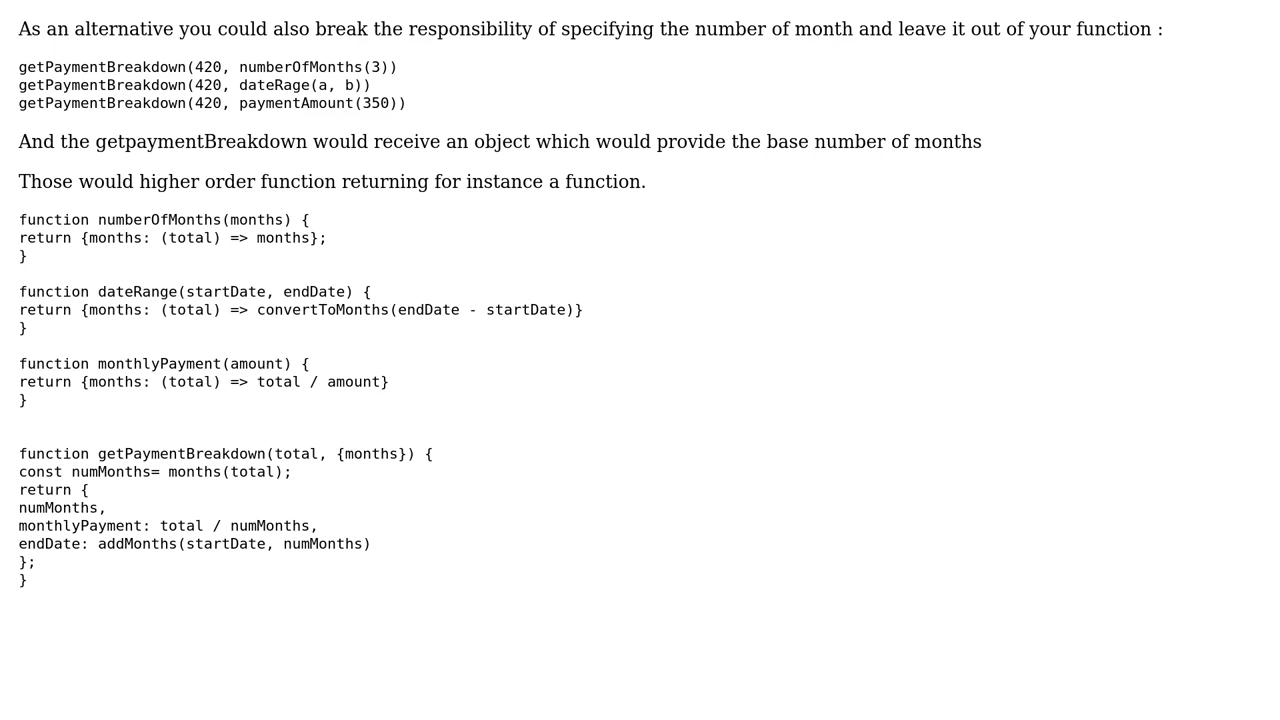 As an alternative you could also break the responsibility of specifying the number of month and leave it out of your function :
getPaymentBreakdown(420, numberOfMonths(3))
getPaymentBreakdown(420, dateRage(a, b))
getPaymentBreakdown(420, paymentAmount(350))
And the getpaymentBreakdown would receive an object which would provide the base number of months
Those would higher order function returning for instance a function.
function numberOfMonths(months) {
return {months: (total) => months};
}
function dateRange(startDate, endDate) {
return {months: (total) => convertToMonths(endDate - startDate)}
}
function monthlyPayment(amount) {
return {months: (total) => total / amount}
}
function getPaymentBreakdown(total, {months}) {
const numMonths= months(total);
return {
numMonths,
monthlyPayment: total / numMonths,
endDate: addMonths(startDate, numMonths)
};
}